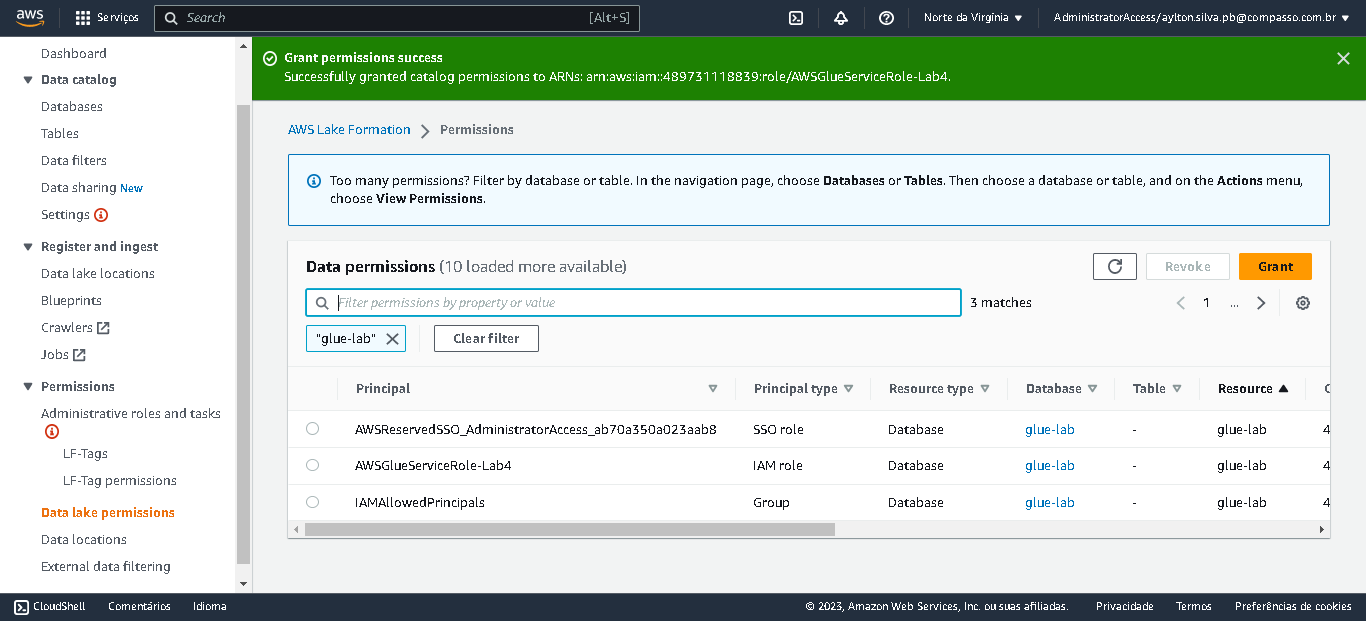 aws
Serviços
Search
[Alt+S]
Norte da Virgínia
AdministratorAccess/aylton.silva.pb@compasso.com.br
Dashboard
Data catalog
Databases
Tables
Data filters
Data sharing New
Settings
Register and ingest
Data lake locations
Blueprints
Crawlers
Jobs
Permissions
Administrative roles and tasks
LF-Tags
LF-Tag permissions
Data lake permissions
Data locations
External data filtering
Grant permissions success
Successfully granted catalog permissions to ARNs: arn:aws:iam::489731118839:role/AWSGlueServiceRole-Lab4.
AWS Lake Formation > Permissions
Too many permissions? Filter by database or table. In the navigation page, choose Databases or Tables. Then choose a database or table, and on the Actions menu,
choose View Permissions.
Data permissions (10 loaded more available)
Revoke
Grant
Filter permissions by property or value
3 matches
1 ...
"glue-lab"
Clear filter
Principal Principal type Resource type Database Table Resource
AWSReservedSSO_AdministratorAccess_ab70a350a023aab8 SSO role Database glue-lab - glue-lab 4
AWSGlueServiceRole-Lab4 IAM role Database glue-lab - glue-lab 4
IAMAllowedPrincipals Group Database glue-lab - glue-lab 4
CloudShell Comentários Idioma
© 2023, Amazon Web Services, Inc. ou suas afiliadas. Privacidade Termos Preferências de cookies